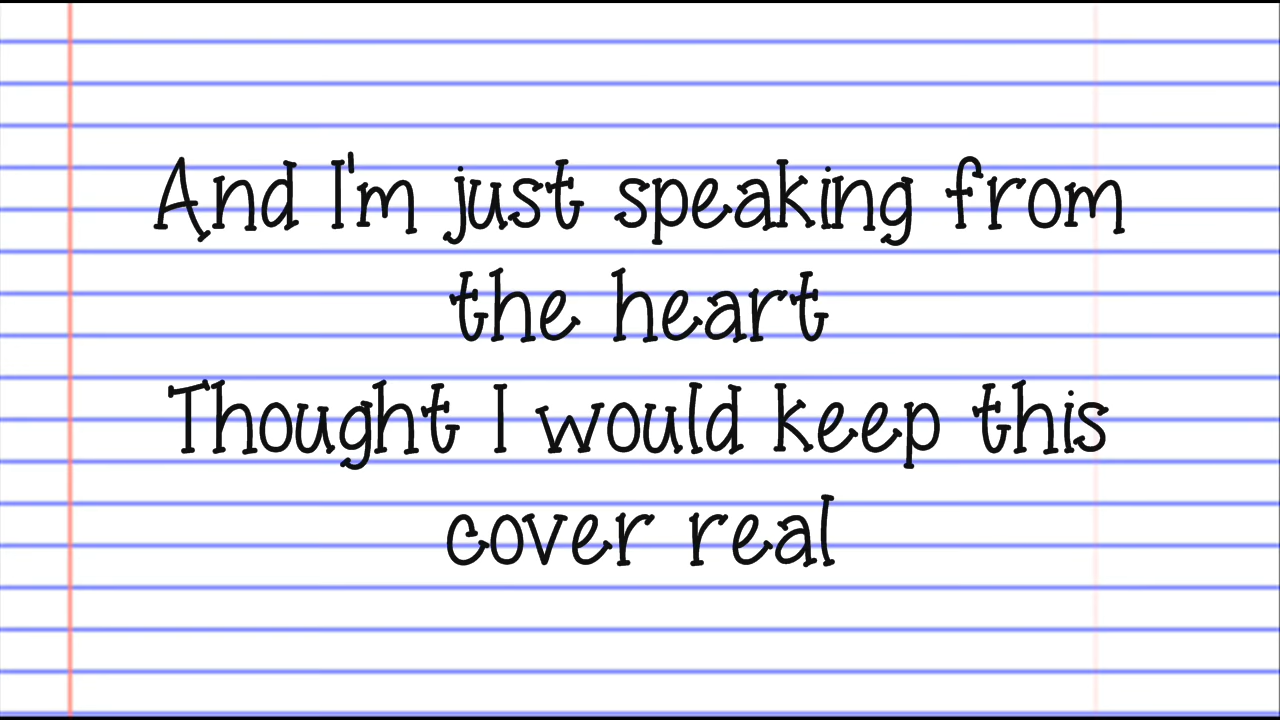 And I'm just speaking from
the heart
Thought I would keep this
cover real